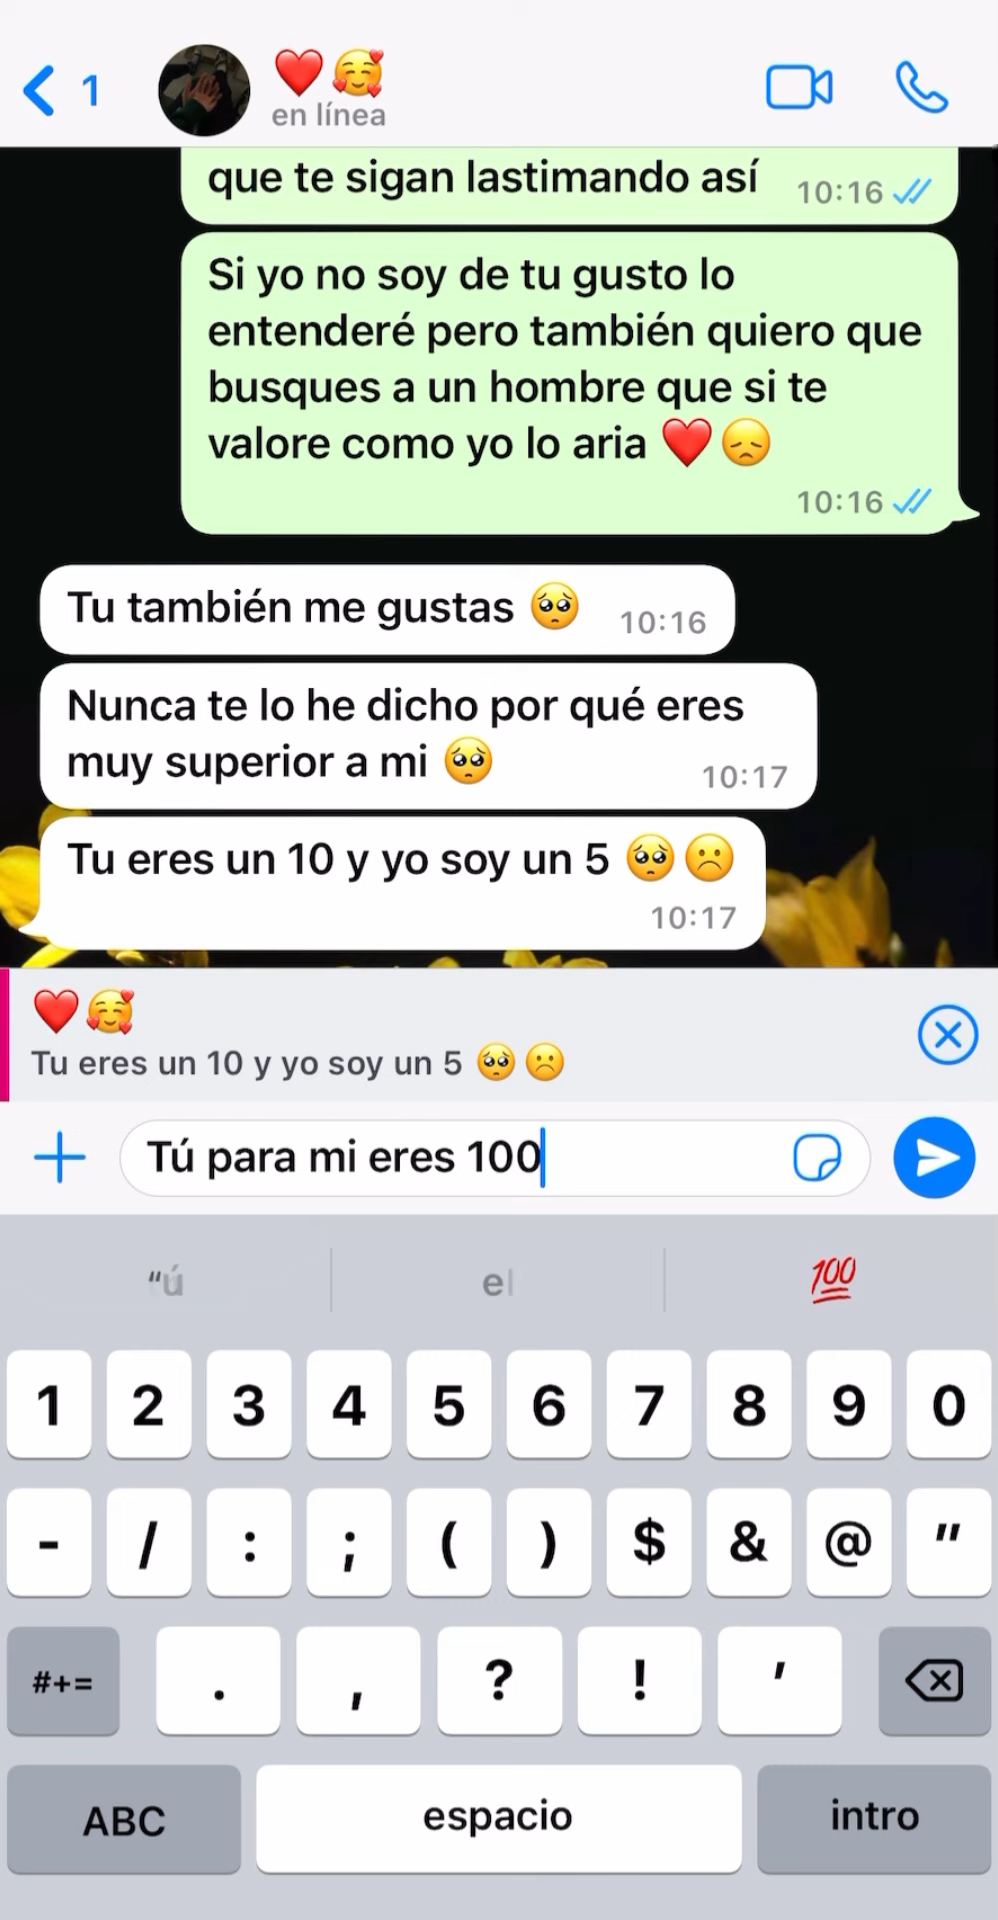 1
❤️🥰
en línea
que te sigan lastimando así 10:16
Si yo no soy de tu gusto lo
entenderé pero también quiero que
busques a un hombre que si te
valore como yo lo aria ❤️😞
10:16
Tu también me gustas 🥺 10:16
Nunca te lo he dicho por qué eres
muy superior a mi 🥺 10:17
Tu eres un 10 y yo soy un 5 🥺☹️
10:17
❤️🥰
Tu eres un 10 y yo soy un 5 🥺☹️
Tú para mi eres 100
“ú el 💯
1 2 3 4 5 6 7 8 9 0
- / : ; ( ) $ & @ "
#+= . , ? ! '
ABC espacio intro